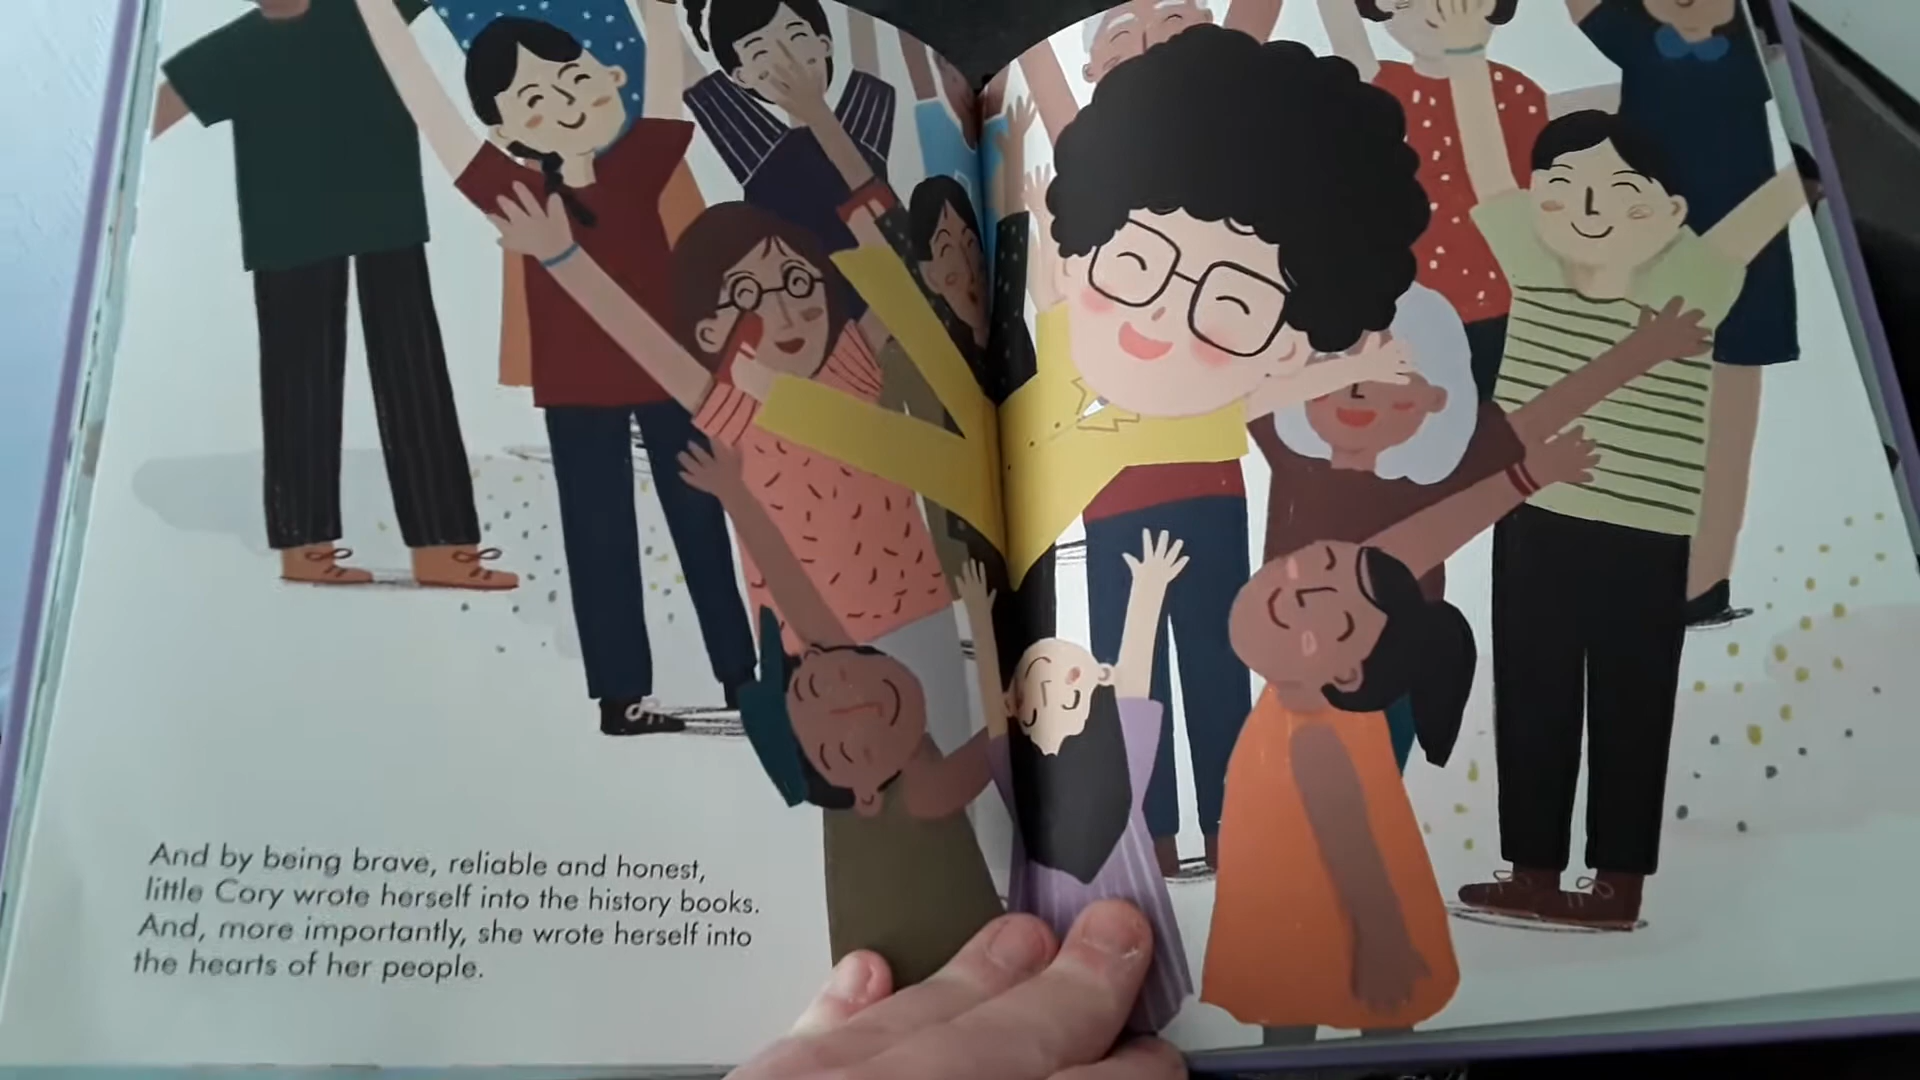 And by being brave, reliable and honest,
little Cory wrote herself into the history books.
And, more importantly, she wrote herself into
the hearts of her people.